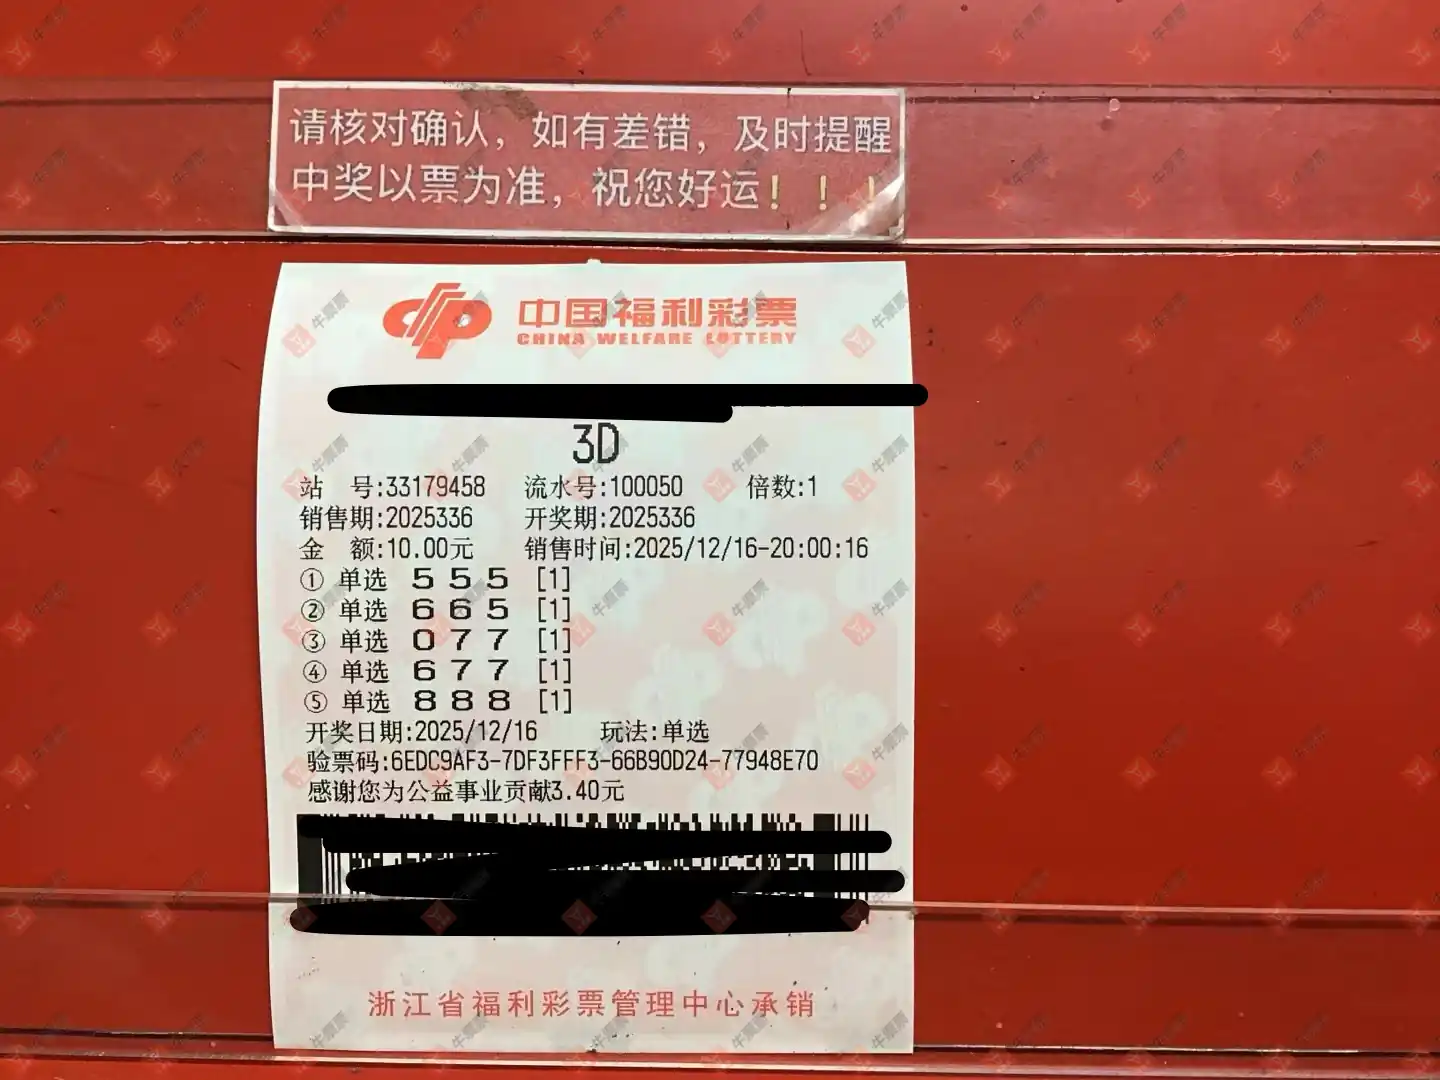 请核对确认，如有差错，及时提醒
中奖以票为准，祝您好运！！！
中国福利彩票
CHINA WELFARE LOTTERY
3D
站 号:33179458 流水号:100050 倍数:1
销售期:2025336 开奖期:2025336
金 额:10.00元 销售时间:2025/12/16-20:00:16
① 单选 5 5 5 [1]
② 单选 6 6 5 [1]
③ 单选 0 7 7 [1]
④ 单选 6 7 7 [1]
⑤ 单选 8 8 8 [1]
开奖日期:2025/12/16 玩法:单选
验票码:6EDC9AF3-7DF3FFF3-66B90D24-77948E70
感谢您为公益事业贡献3.40元
浙江省福利彩票管理中心承销